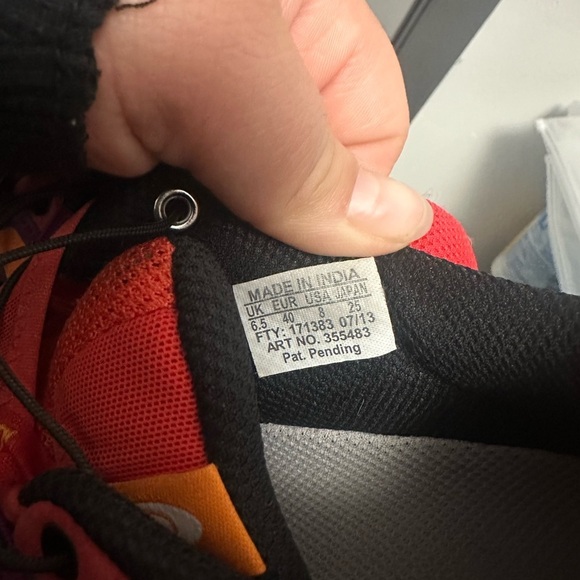 MADE IN INDIA
UK EUR USA JAPAN
6.5 40 8 25
FTY: 171383 07/13
ART NO. 355483
Pat. Pending